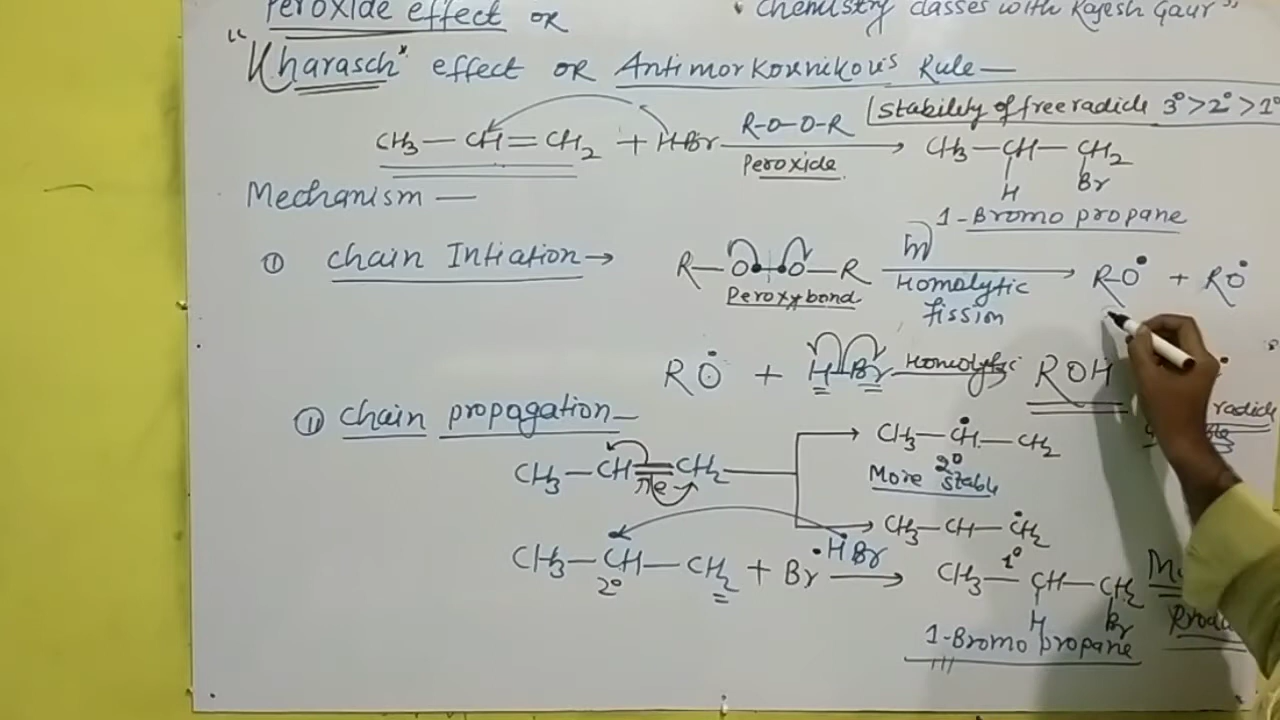 Peroxide effect OR
" Chemistry classes with Rajesh Gaur "
"Kharasch" effect OR Antimorkovnikov's Rule—
Stability of free radicle 3° > 2° > 1°
CH3—CH=CH2 + HBr R-O-O-R Peroxide CH3—CH—CH2
H Br
1-Bromo propane
Mechanism —
① Chain Intiation → R—O—O—R hν Homolytic fission RO• + RO•
Peroxybond
RO• + H—Br Homolytic ROH
radicle
② Chain propagation—
CH3—CH=CH2 πe
CH3—CH—CH2
2°
More stable
CH3—CH—CH2
1°
CH3—CH—CH2 + Br• HBr CH3—CH—CH2
2°
H Br
1-Bromo propane